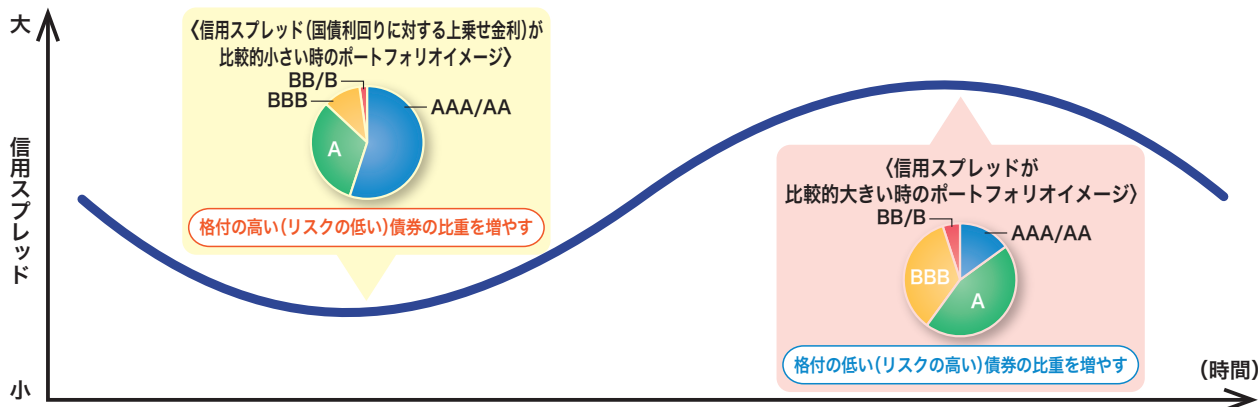 大
信用スプレッド
小
〈信用スプレッド(国債利回りに対する上乗せ金利)が
比較的小さい時のポートフォリオイメージ〉
BB/B
BBB
AAA/AA
A
格付の高い(リスクの低い)債券の比重を増やす
〈信用スプレッドが
比較的大きい時のポートフォリオイメージ〉
BB/B
AAA/AA
BBB
A
格付の低い(リスクの高い)債券の比重を増やす
(時間)